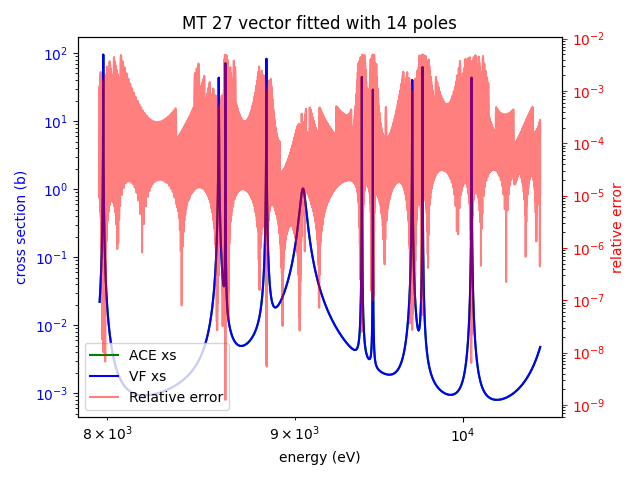 MT 27 vector fitted with 14 poles
cross section (b)
10²
10¹
10⁰
10⁻¹
10⁻²
10⁻³
10⁻²
10⁻³
10⁻⁴
10⁻⁵
10⁻⁶
10⁻⁷
10⁻⁸
10⁻⁹
relative error
ACE xs
VF xs
Relative error
8 × 10³
9 × 10³
10⁴
energy (eV)